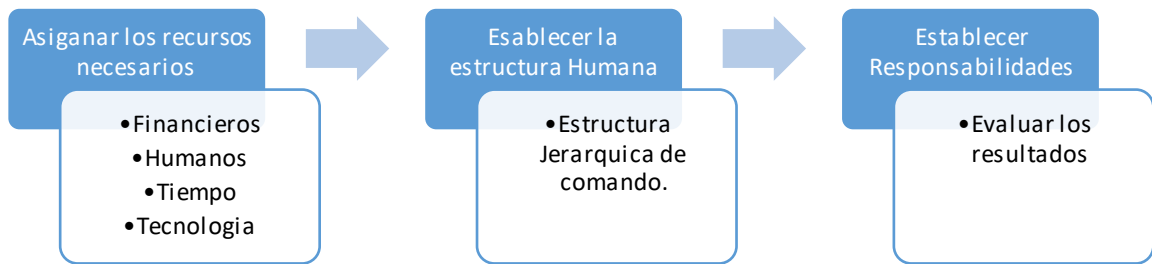 Asiganar los recursos
necesarios
•Financieros
•Humanos
•Tiempo
•Tecnologia
Esablecer la
estructura Humana
•Estructura
Jerarquica de
comando.
Establecer
Responsabilidades
•Evaluar los
resultados